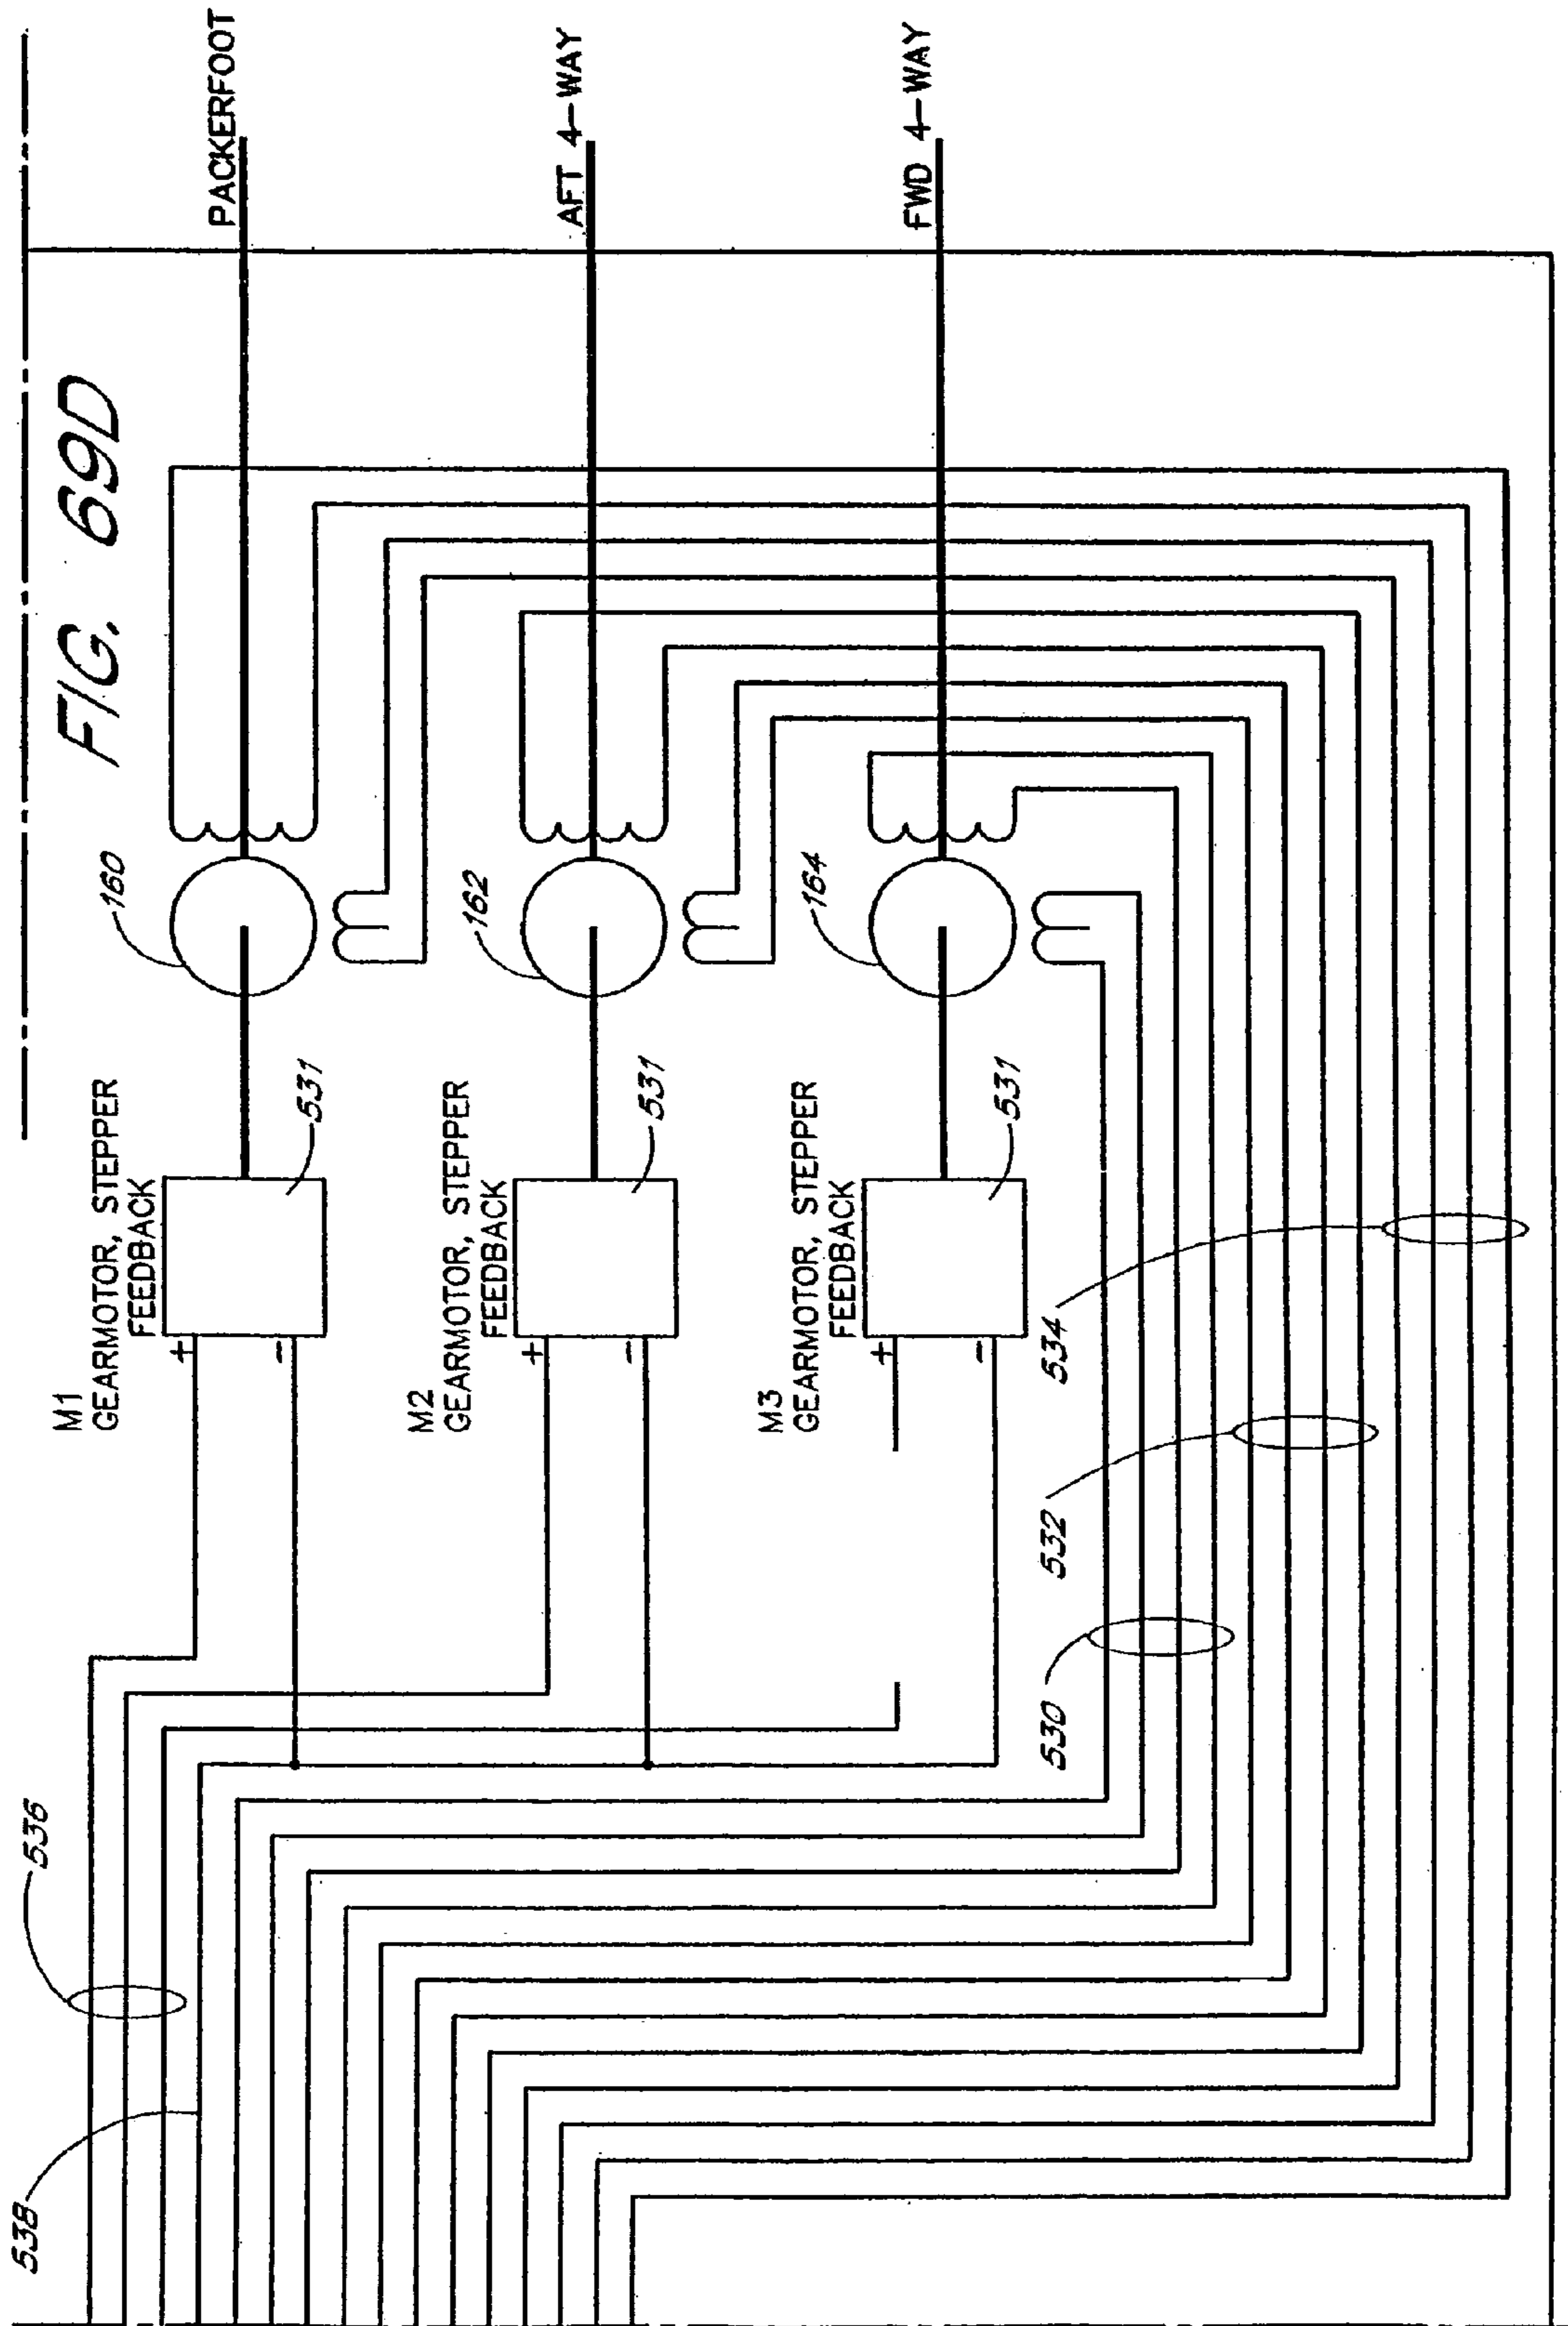 FIG. 69D
536
538
M1
GEARMOTOR, STEPPER
FEEDBACK
+
-
531
160
PACKERFOOT
M2
GEARMOTOR, STEPPER
FEEDBACK
+
-
531
162
AFT 4-WAY
M3
GEARMOTOR, STEPPER
FEEDBACK
+
-
531
164
FWD 4-WAY
530
532
534